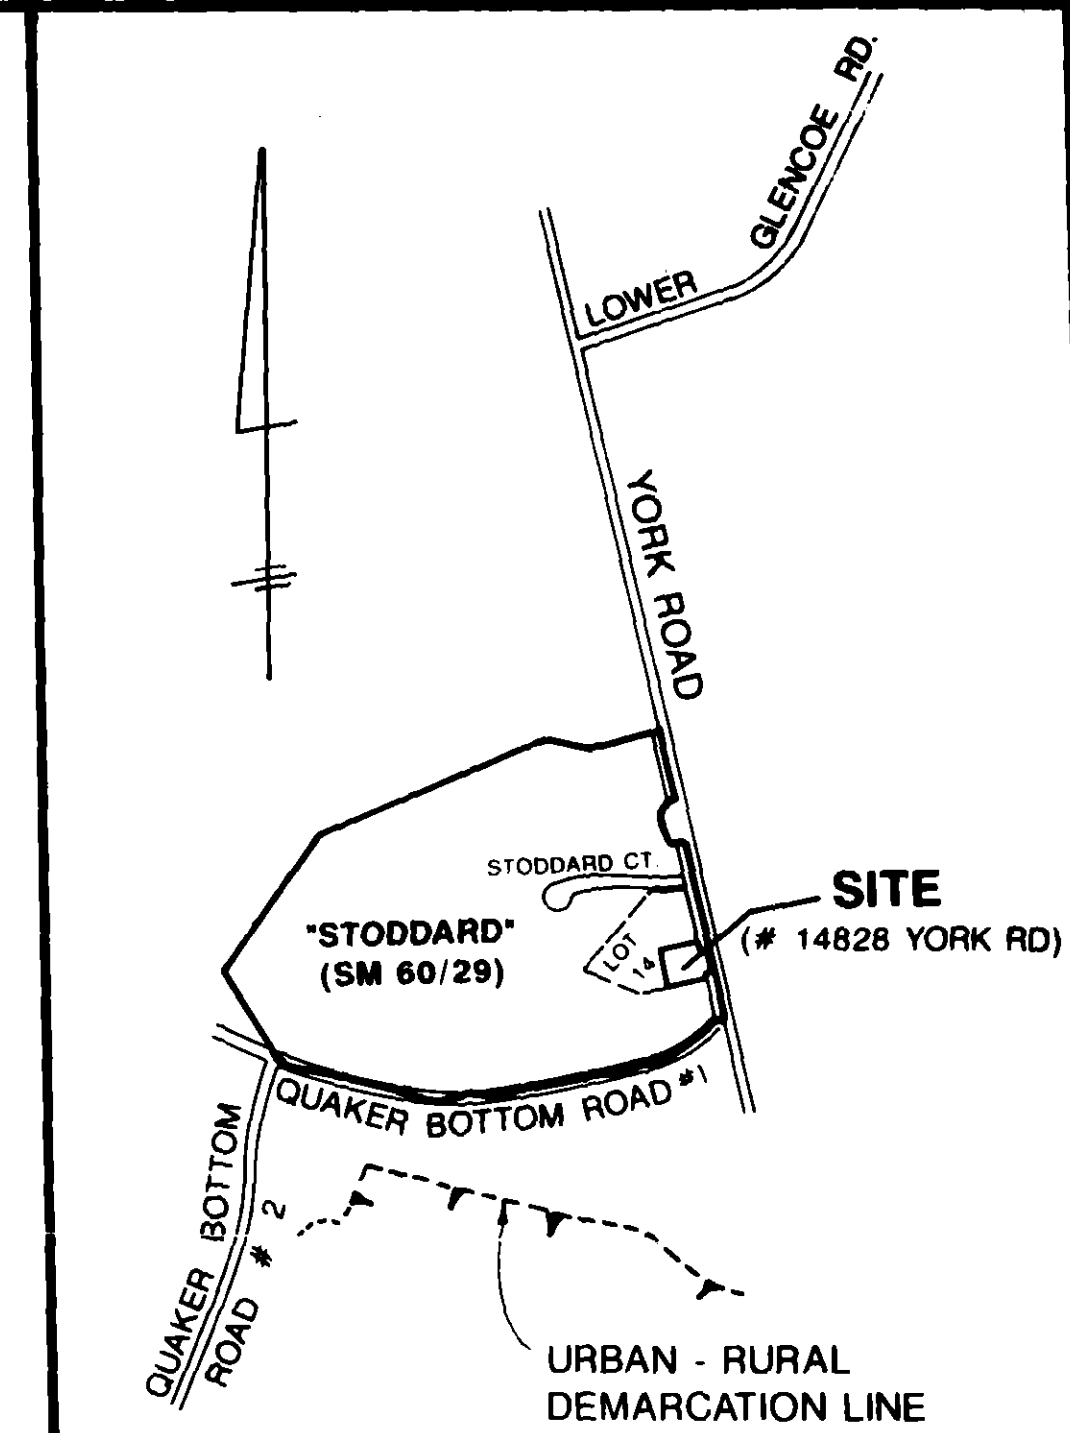 LOWER GLENCOE RD.
YORK ROAD
STODDARD CT.
"STODDARD"
(SM 60/29)
LOT
14
SITE
(# 14828 YORK RD)
QUAKER BOTTOM ROAD #1
QUAKER BOTTOM
ROAD # 2
URBAN - RURAL
DEMARCATION LINE